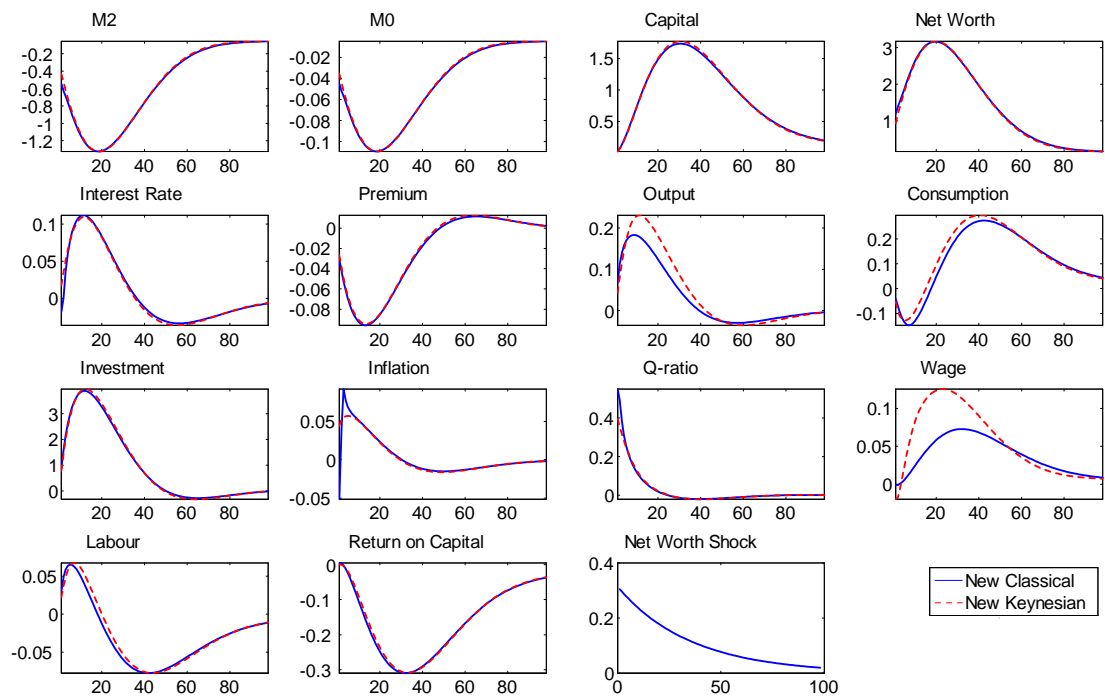 M2
M0
Capital
Net Worth
-0.2
-0.4
-0.6
-0.8
-1
-1.2
20 40 60 80
-0.02
-0.04
-0.06
-0.08
-0.1
20 40 60 80
1.5
1
0.5
20 40 60 80
3
2
1
20 40 60 80
Interest Rate
Premium
Output
Consumption
0.1
0.05
0
20 40 60 80
0
-0.02
-0.04
-0.06
-0.08
20 40 60 80
0.2
0.1
0
20 40 60 80
0.2
0.1
0
-0.1
20 40 60 80
Investment
Inflation
Q-ratio
Wage
3
2
1
0
20 40 60 80
0.05
0
-0.05
20 40 60 80
0.4
0.2
0
20 40 60 80
0.1
0.05
0
20 40 60 80
Labour
Return on Capital
Net Worth Shock
0.05
0
-0.05
20 40 60 80
0
-0.1
-0.2
-0.3
20 40 60 80
0.4
0.2
0
0 50 100
New Classical
New Keynesian